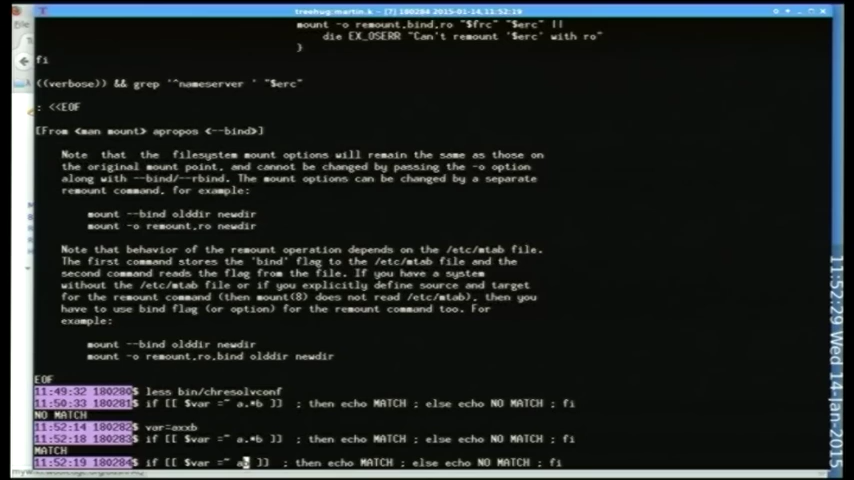 treehug:martin.k - [7] 180284 2015-01-14,11:52:19
File
mount -o remount,bind,ro "$frc" "$erc" ||
die EX_OSERR "Can't remount '$erc' with ro"
}
fi
((verbose)) && grep '^nameserver ' "$erc"
: <<EOF
[From <man mount> apropos <--bind>]
Note that the filesystem mount options will remain the same as those on
the original mount point, and cannot be changed by passing the -o option
along with --bind/--rbind. The mount options can be changed by a separate
remount command, for example:
mount --bind olddir newdir
mount -o remount,ro newdir
Note that behavior of the remount operation depends on the /etc/mtab file.
The first command stores the 'bind' flag to the /etc/mtab file and the
second command reads the flag from the file. If you have a system
without the /etc/mtab file or if you explicitly define source and target
for the remount command (then mount(8) does not read /etc/mtab), then you
have to use bind flag (or option) for the remount command too. For
example:
mount --bind olddir newdir
mount -o remount,ro,bind olddir newdir
EOF
11:49:32 180280$ less bin/chresolvconf
11:50:33 180281$ if [[ $var =~ a.*b ]] ; then echo MATCH ; else echo NO MATCH ; fi
NO MATCH
11:52:14 180282$ var=axxb
11:52:18 180283$ if [[ $var =~ a.*b ]] ; then echo MATCH ; else echo NO MATCH ; fi
MATCH
11:52:19 180284$ if [[ $var =~ ab ]] ; then echo MATCH ; else echo NO MATCH ; fi
11:52:29 Wed 14-Jan-2015